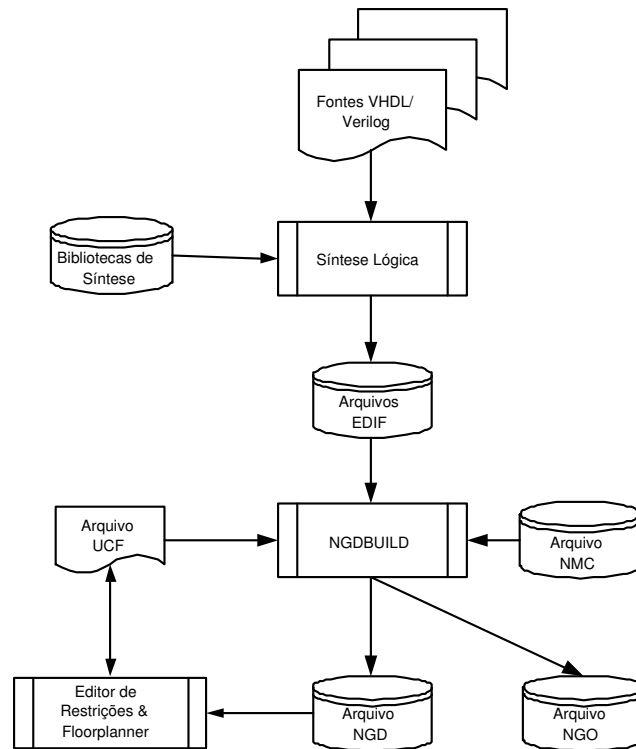 Fontes VHDL/
Verilog
Bibliotecas de
Síntese
Síntese Lógica
Arquivos
EDIF
Arquivo
UCF
NGDBUILD
Arquivo
NMC
Editor de
Restrições &
Floorplanner
Arquivo
NGD
Arquivo
NGO